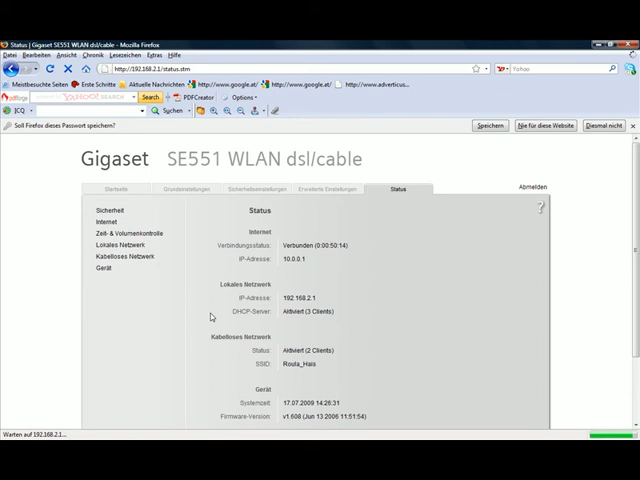 Status | Gigaset SE551 WLAN dsl/cable - Mozilla Firefox
Datei Bearbeiten Ansicht Chronik Lesezeichen Extras Hilfe
http://192.168.2.1/status.stm Yahoo
Meistbesuchte Seiten Erste Schritte Aktuelle Nachrichten http://www.google.at/ http://www.google.at/ http://www.adverticus...
pdfforge YAHOO! SEARCH Search PDFCreator Optionen
ICQ Suchen
Soll Firefox dieses Passwort speichern? Speichern Nie für diese Website Diesmal nicht
Gigaset SE551 WLAN dsl/cable
Startseite Grundeinstellungen Sicherheitseinstellungen Erweiterte Einstellungen Status Abmelden
?
Sicherheit
Internet
Zeit- & Volumenkontrolle
Lokales Netzwerk
Kabelloses Netzwerk
Gerät
Status
Internet
Verbindungsstatus: Verbunden (0:00:50:14)
IP-Adresse: 10.0.0.1
Lokales Netzwerk
IP-Adresse: 192.168.2.1
DHCP-Server: Aktiviert (3 Clients)
Kabelloses Netzwerk
Status: Aktiviert (2 Clients)
SSID: Roula_Hais
Gerät
Systemzeit: 17.07.2009 14:26:31
Firmware-Version: v1.608 (Jun 13 2006 11:51:54)
Warten auf 192.168.2.1...